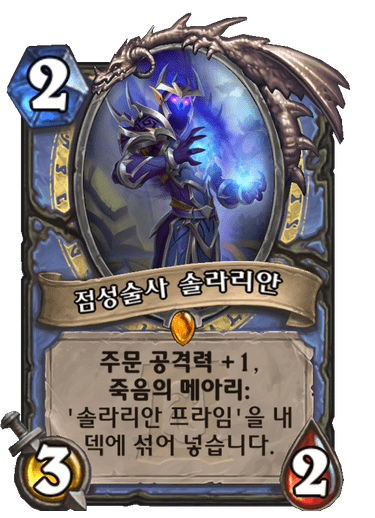 2
점성술사 솔라리안
주문 공격력 +1,
죽음의 메아리:
'솔라리안 프라임'을 내
덱에 섞어 넣습니다.
3
2